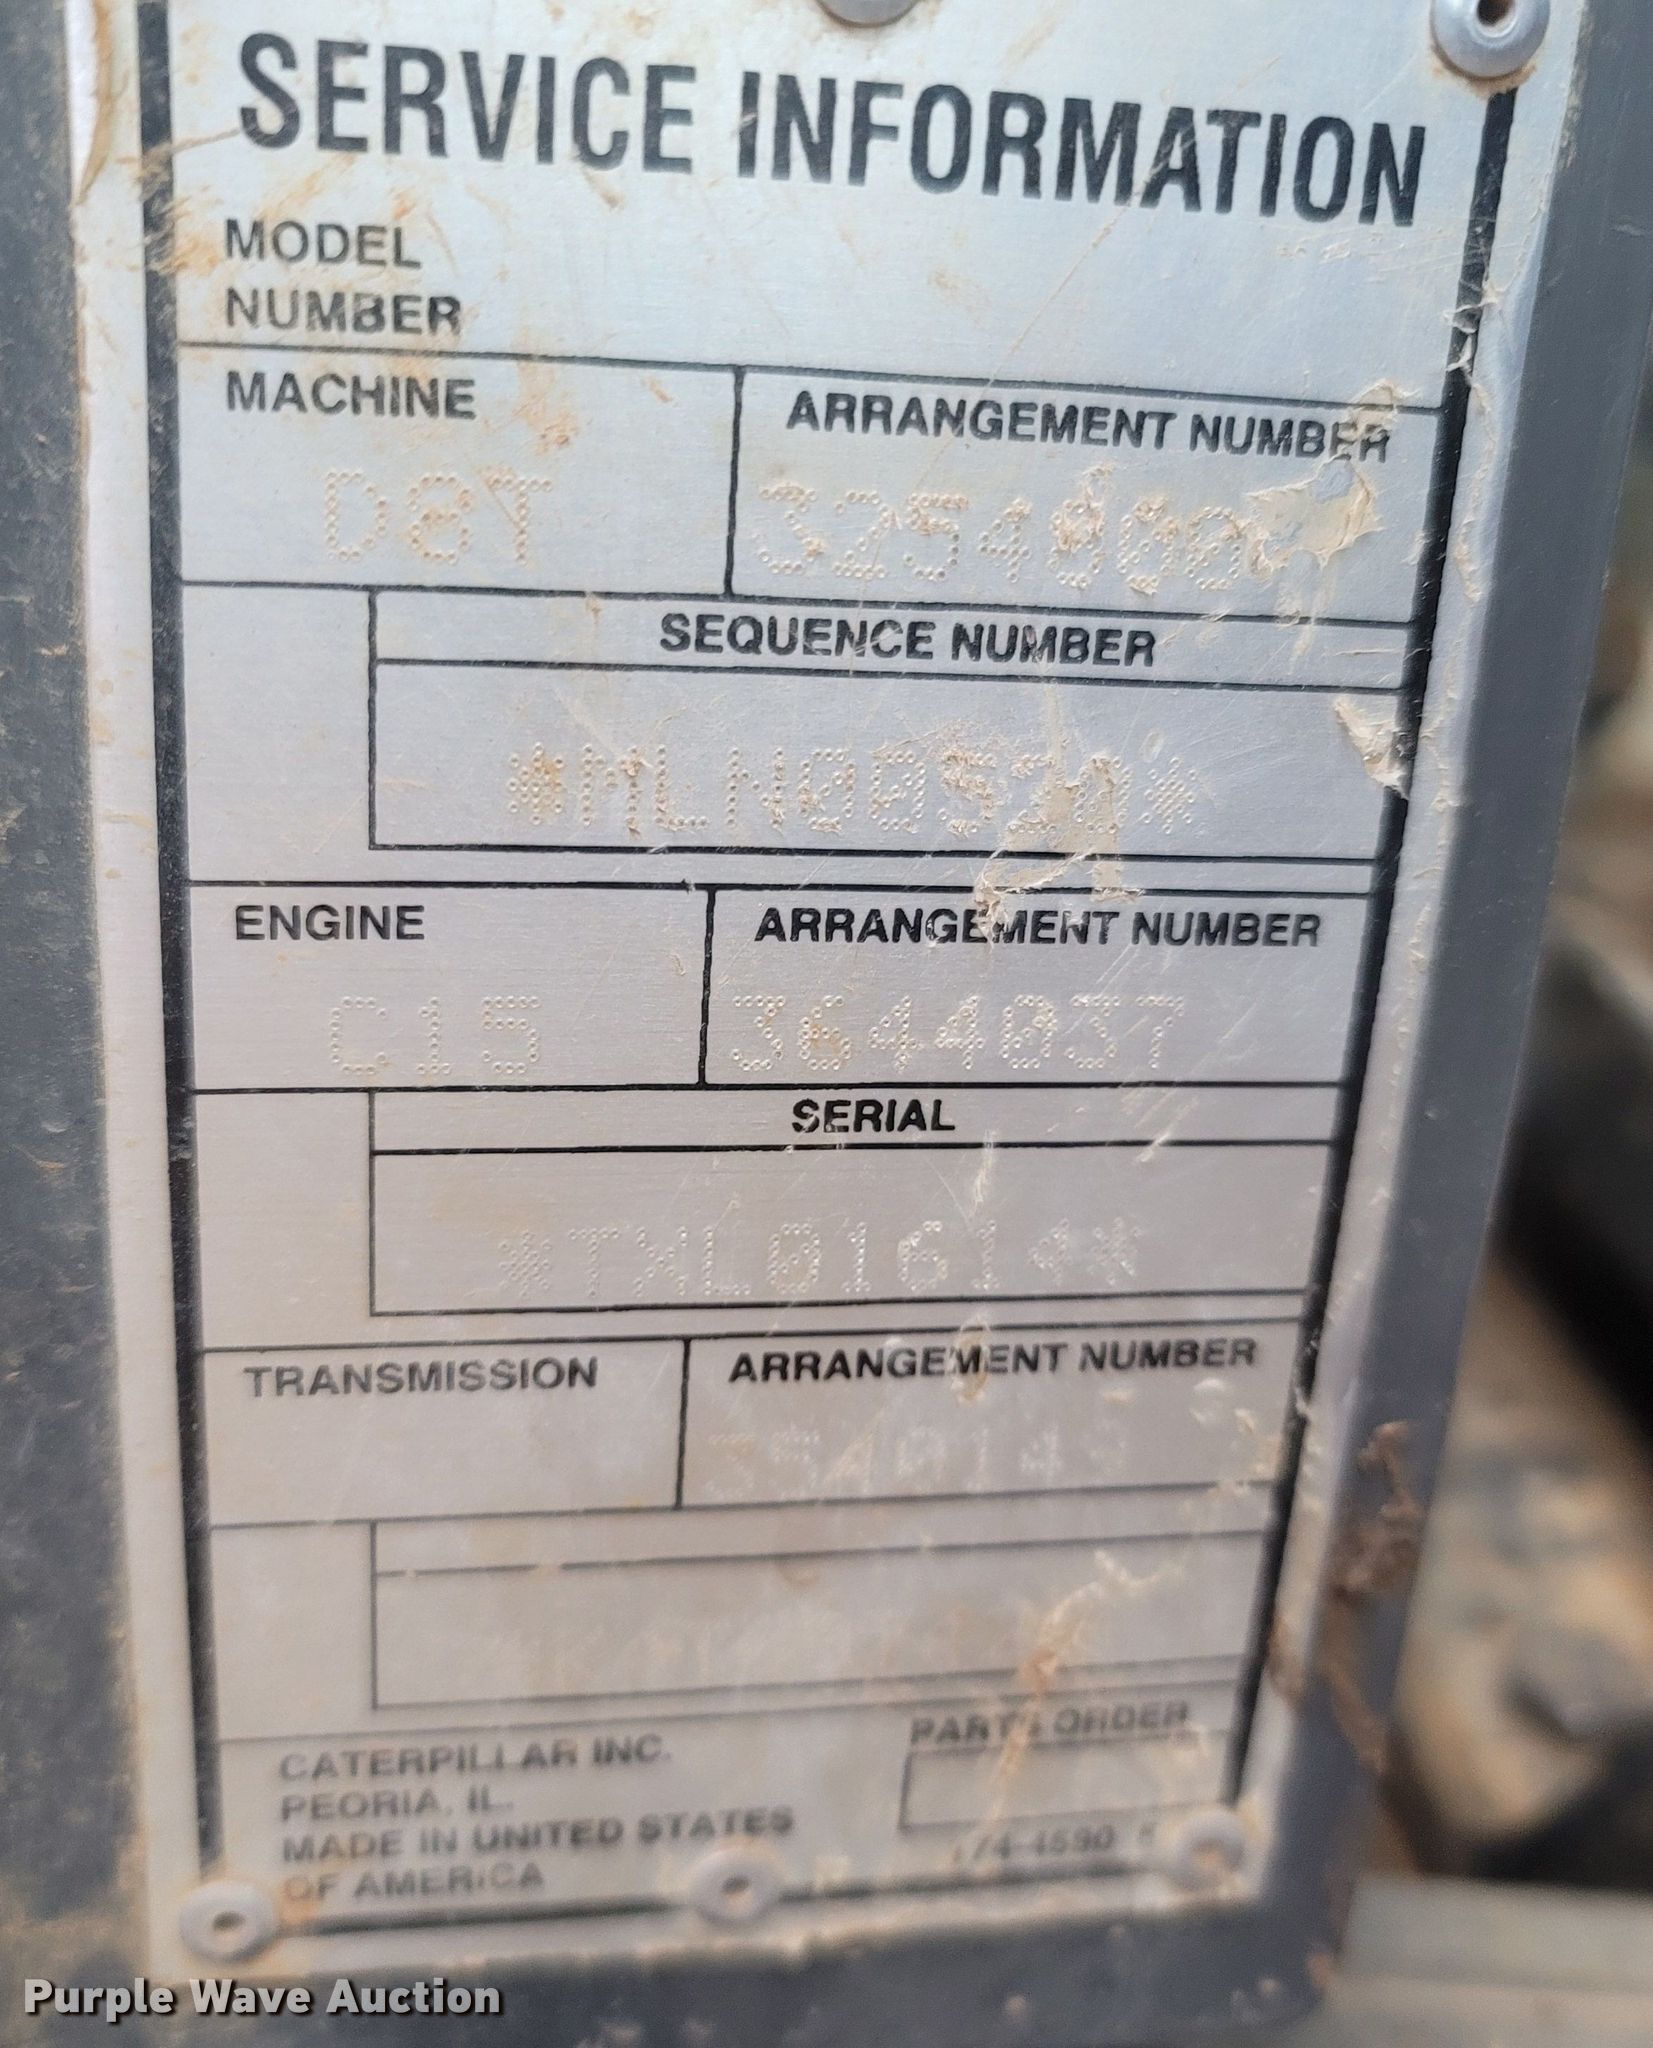 SERVICE INFORMATION
MODEL
NUMBER
MACHINE
ARRANGEMENT NUMBER
D8T
SEQUENCE NUMBER
ENGINE
ARRANGEMENT NUMBER
C15
3644037
SERIAL
TRANSMISSION
ARRANGEMENT NUMBER
CATERPILLAR INC.
PEORIA, IL.
MADE IN UNITED STATES
OF AMERICA
PARTS ORDER
Purple Wave Auction